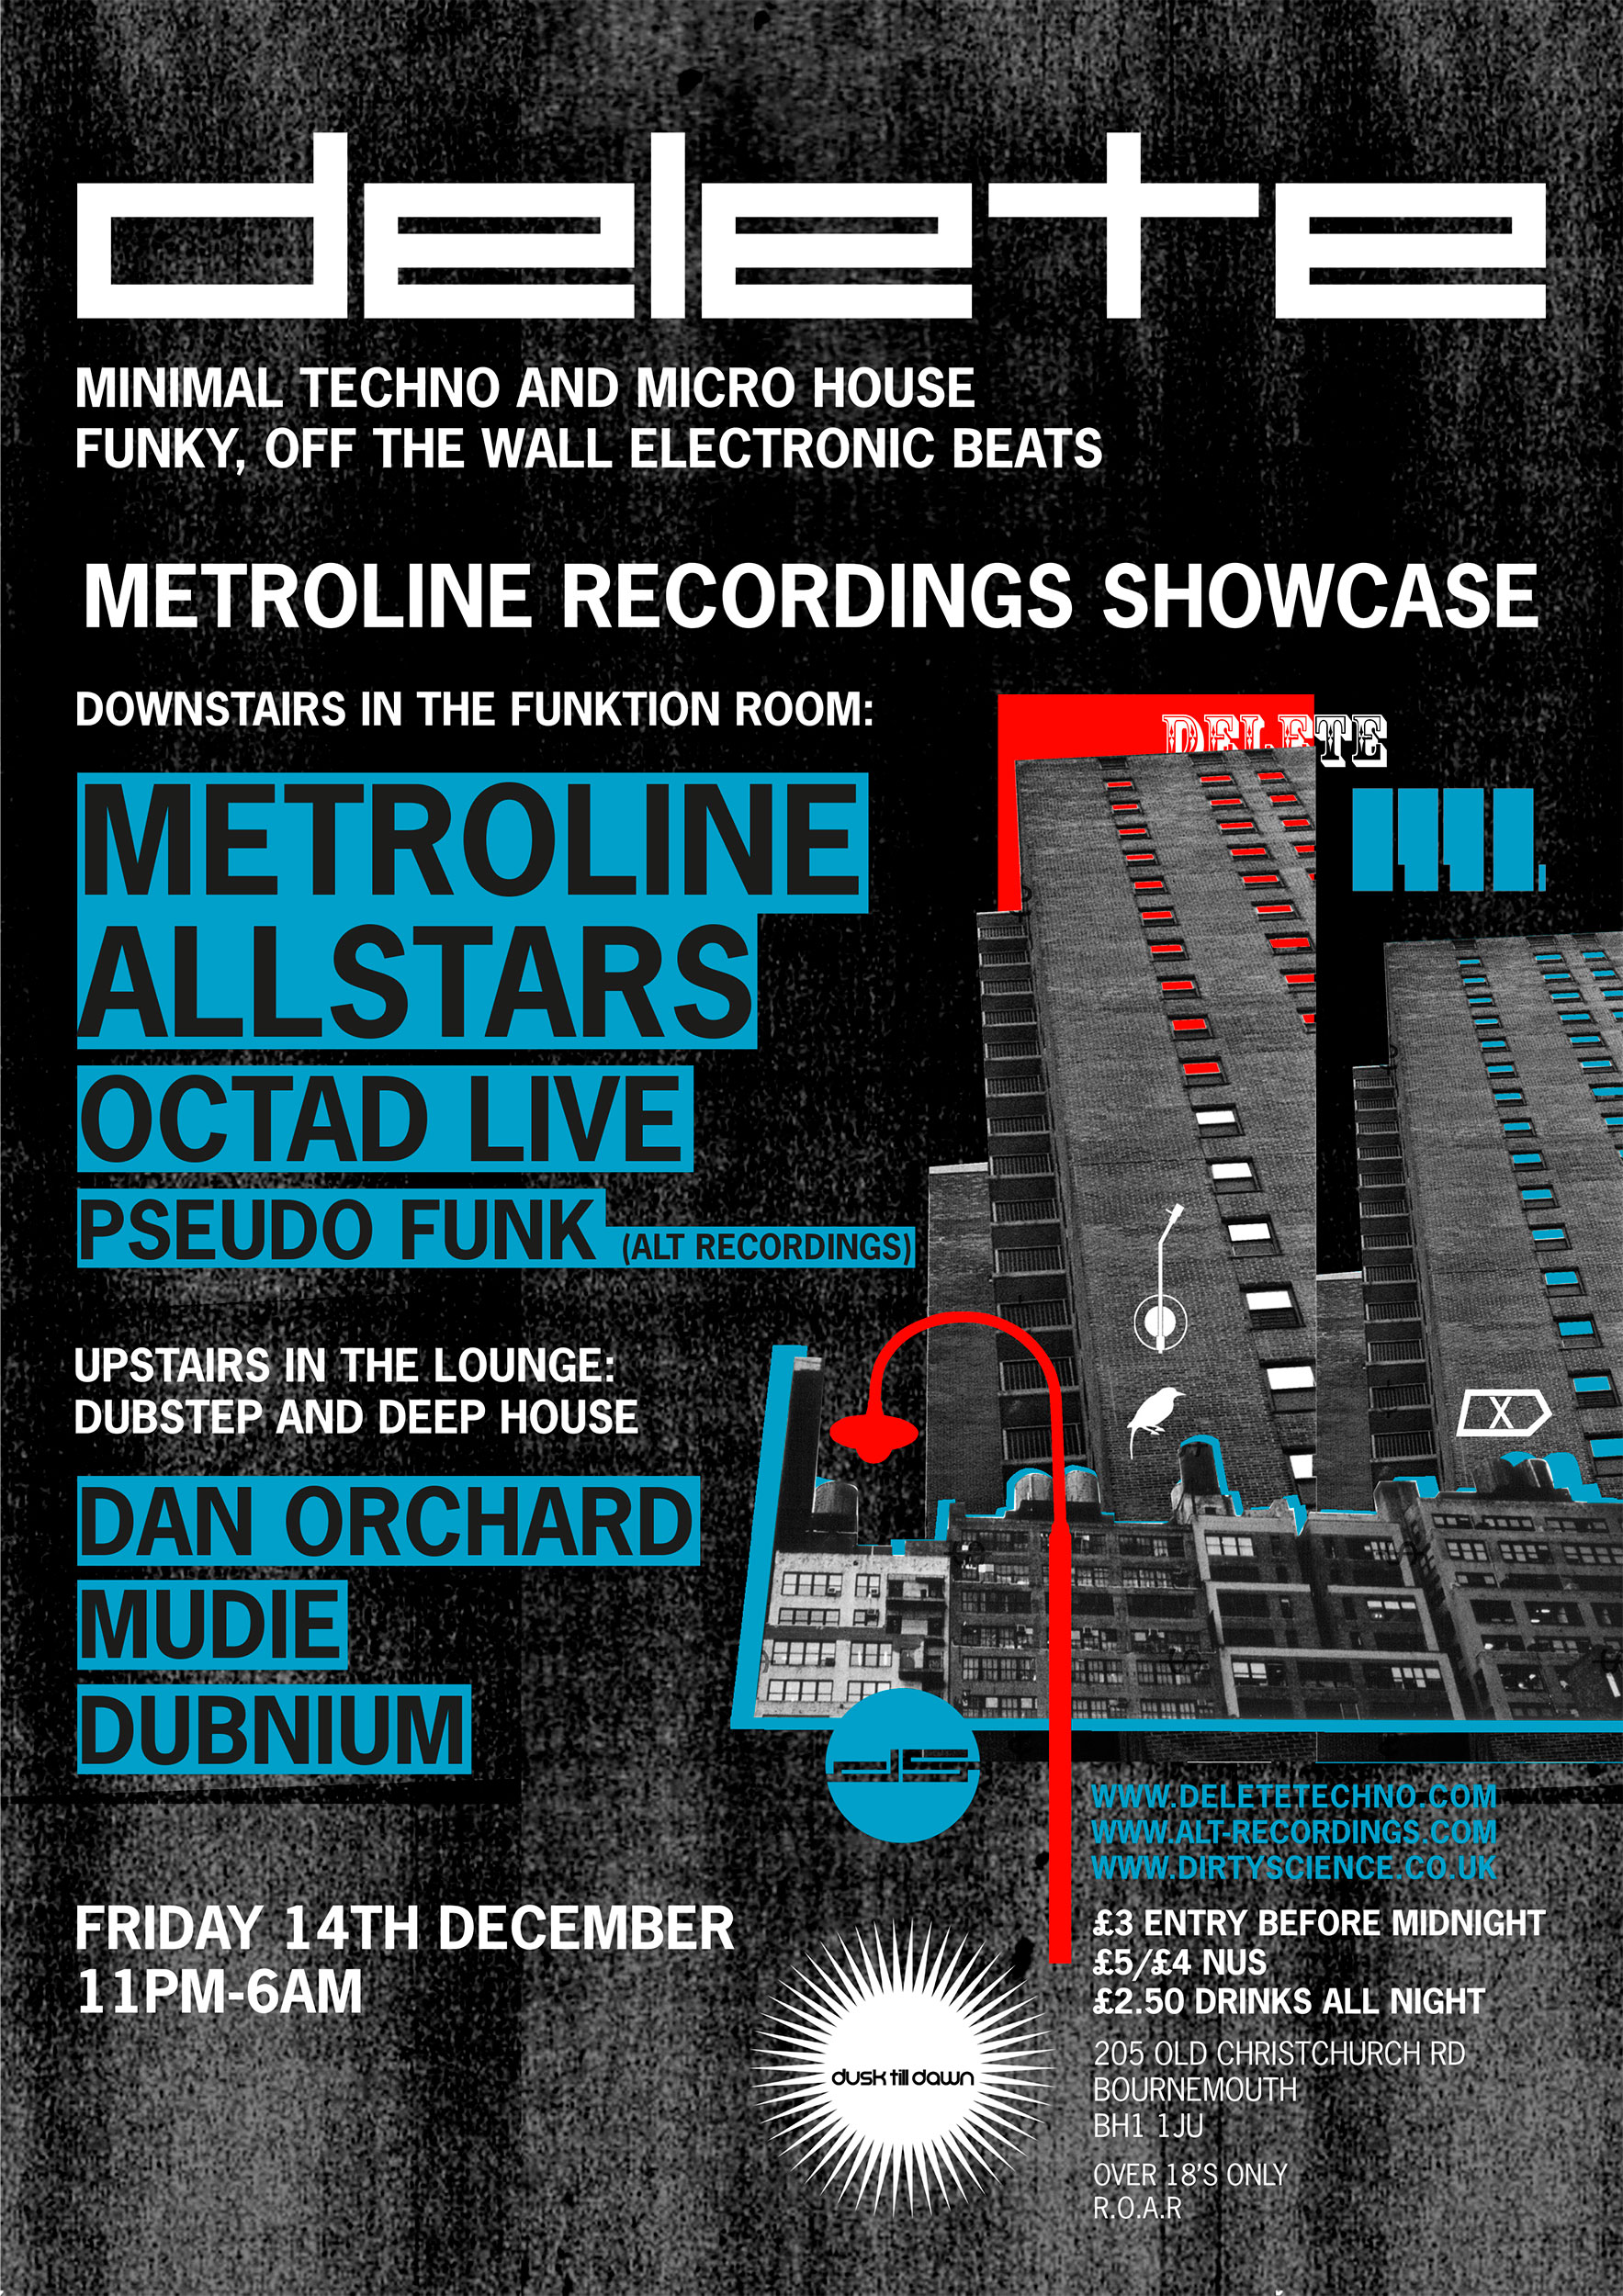 delete
MINIMAL TECHNO AND MICRO HOUSE
FUNKY, OFF THE WALL ELECTRONIC BEATS
METROLINE RECORDINGS SHOWCASE
DOWNSTAIRS IN THE FUNKTION ROOM:
DELETE
METROLINE
ALLSTARS
OCTAD LIVE
PSEUDO FUNK (ALT RECORDINGS)
UPSTAIRS IN THE LOUNGE:
DUBSTEP AND DEEP HOUSE
X
DAN ORCHARD
MUDIE
DUBNIUM
ds
WWW.DELETETECHNO.COM
WWW.ALT-RECORDINGS.COM
WWW.DIRTYSCIENCE.CO.UK
FRIDAY 14TH DECEMBER
11PM-6AM
dusk till dawn
£3 ENTRY BEFORE MIDNIGHT
£5/£4 NUS
£2.50 DRINKS ALL NIGHT
205 OLD CHRISTCHURCH RD
BOURNEMOUTH
BH1 1JU
OVER 18'S ONLY
R.O.A.R